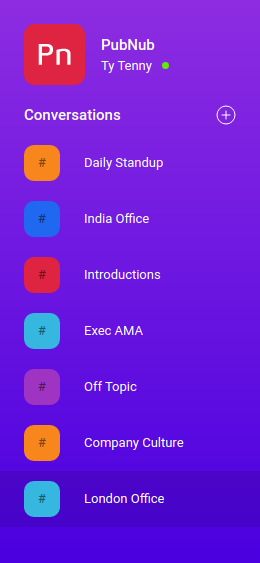 Pn
PubNub
Ty Tenny
Conversations
# Daily Standup
# India Office
# Introductions
# Exec AMA
# Off Topic
# Company Culture
# London Office